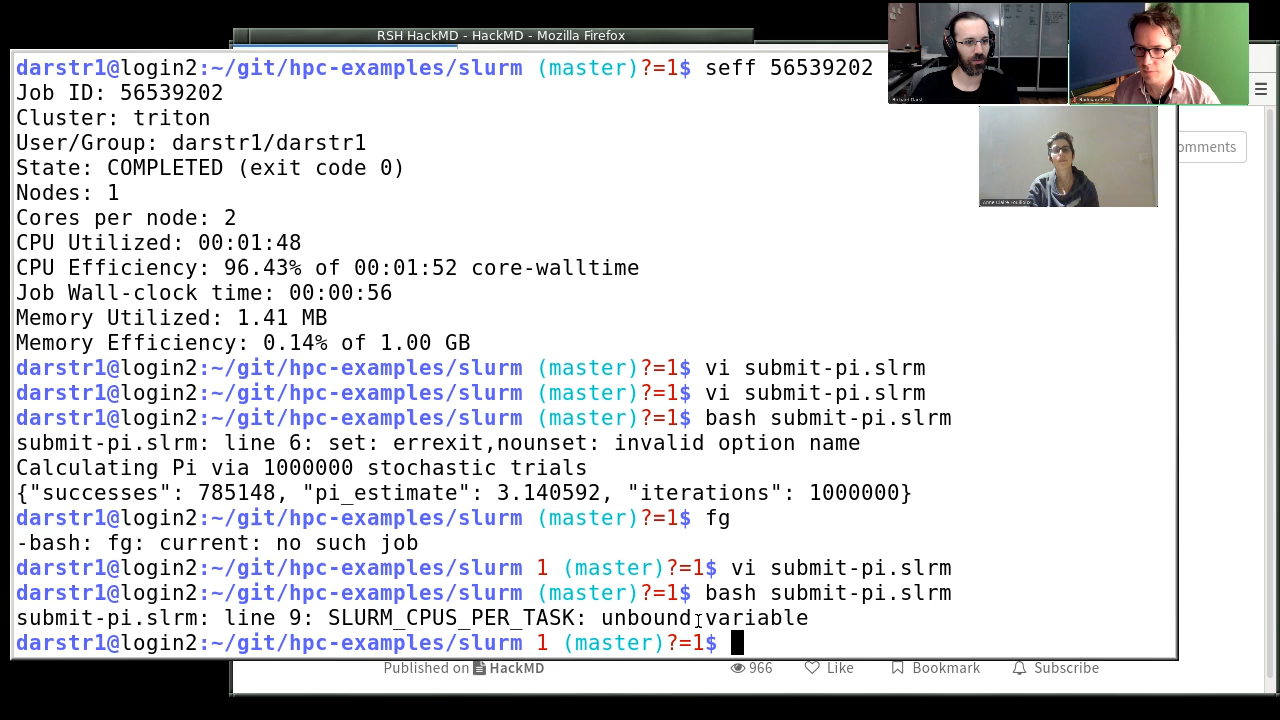 RSH HackMD - HackMD - Mozilla Firefox
darstr1@login2:~/git/hpc-examples/slurm (master)?=1$ seff 56539202
Job ID: 56539202
Cluster: triton
User/Group: darstr1/darstr1
State: COMPLETED (exit code 0)
Nodes: 1
Cores per node: 2
CPU Utilized: 00:01:48
CPU Efficiency: 96.43% of 00:01:52 core-walltime
Job Wall-clock time: 00:00:56
Memory Utilized: 1.41 MB
Memory Efficiency: 0.14% of 1.00 GB
darstr1@login2:~/git/hpc-examples/slurm (master)?=1$ vi submit-pi.slrm
darstr1@login2:~/git/hpc-examples/slurm (master)?=1$ vi submit-pi.slrm
darstr1@login2:~/git/hpc-examples/slurm (master)?=1$ bash submit-pi.slrm
submit-pi.slrm: line 6: set: errexit,nounset: invalid option name
Calculating Pi via 1000000 stochastic trials
{"successes": 785148, "pi_estimate": 3.140592, "iterations": 1000000}
darstr1@login2:~/git/hpc-examples/slurm (master)?=1$ fg
-bash: fg: current: no such job
darstr1@login2:~/git/hpc-examples/slurm 1 (master)?=1$ vi submit-pi.slrm
darstr1@login2:~/git/hpc-examples/slurm (master)?=1$ bash submit-pi.slrm
submit-pi.slrm: line 9: SLURM_CPUS_PER_TASK: unbound variable
darstr1@login2:~/git/hpc-examples/slurm 1 (master)?=1$
omments
Published on HackMD 966 Like Bookmark Subscribe